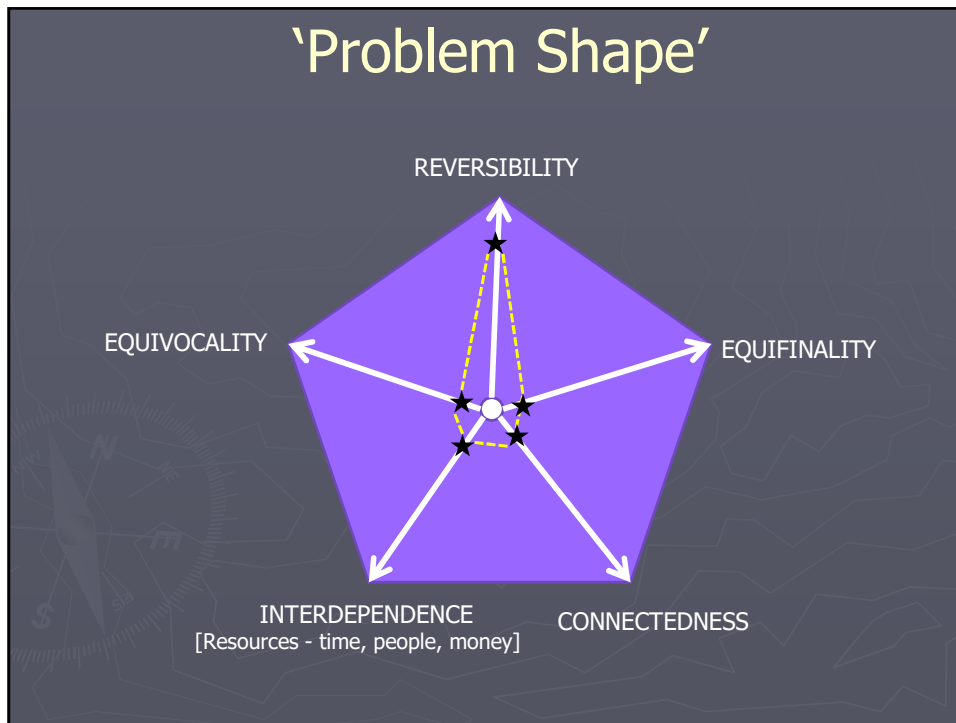 ‘Problem Shape’
REVERSIBILITY
EQUIVOCALITY
EQUIFINALITY
INTERDEPENDENCE
[Resources - time, people, money]
CONNECTEDNESS
N
E
S